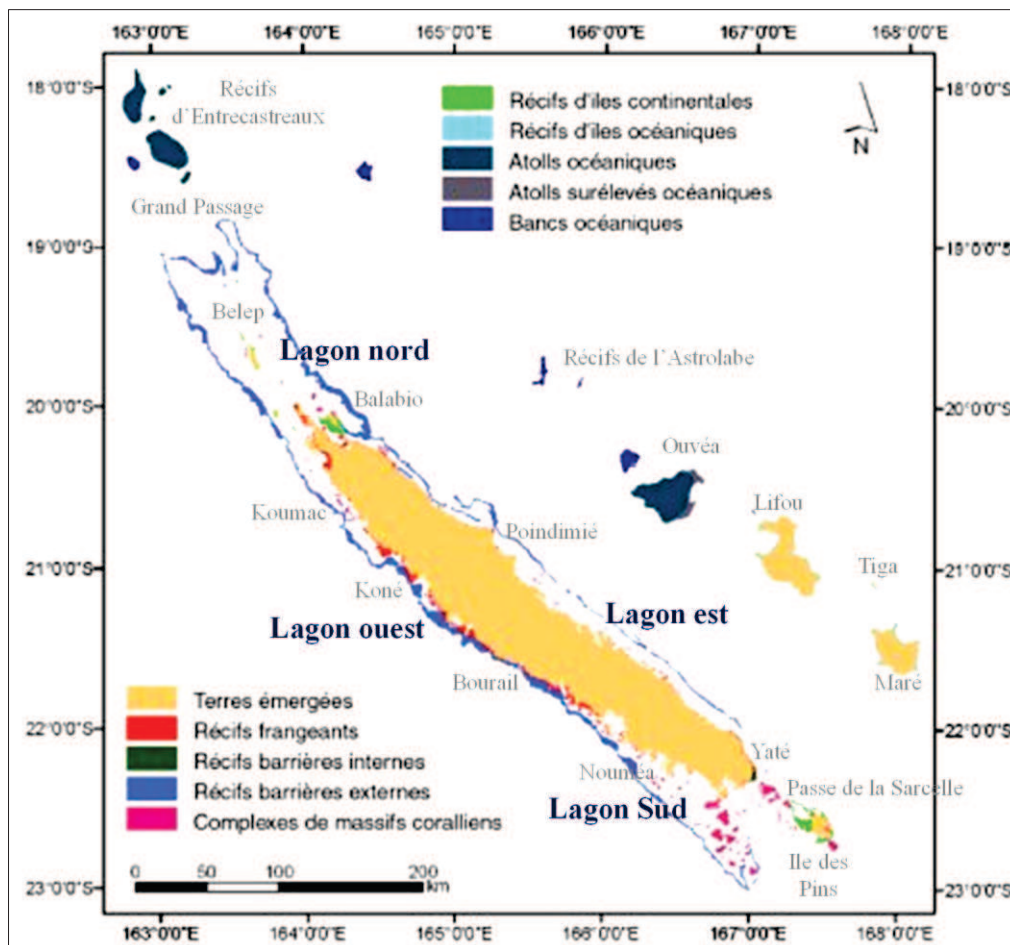 163°0'0"E 164°0'0"E 165°0'0"E 166°0'0"E 167°0'0"E 168°0'0"E
18°0'0"S
18°0'0"S
Récifs
d'Entrecastreaux
Récifs d'iles continentales
Récifs d'iles océaniques
Atolls océaniques
Atolls surélevés océaniques
Bancs océaniques
N
Grand Passage
19°0'0"S
19°0'0"S
Belep
Lagon nord
Récifs de l'Astrolabe
Balabio
20°0'0"S
20°0'0"S
Ouvéa
Koumac
Lifou
Poindimié
21°0'0"S
21°0'0"S
Koné
Tiga
Lagon ouest
Lagon est
Bourail
Maré
Terres émergées
Récifs frangeants
Récifs barrières internes
Récifs barrières externes
Complexes de massifs coralliens
22°0'0"S
22°0'0"S
Yaté
Nouméa
Passe de la Sarcelle
Lagon Sud
Ile des
Pins
0 50 100 200
km
23°0'0"S
23°0'0"S
163°0'0"E 164°0'0"E 165°0'0"E 166°0'0"E 167°0'0"E 168°0'0"E